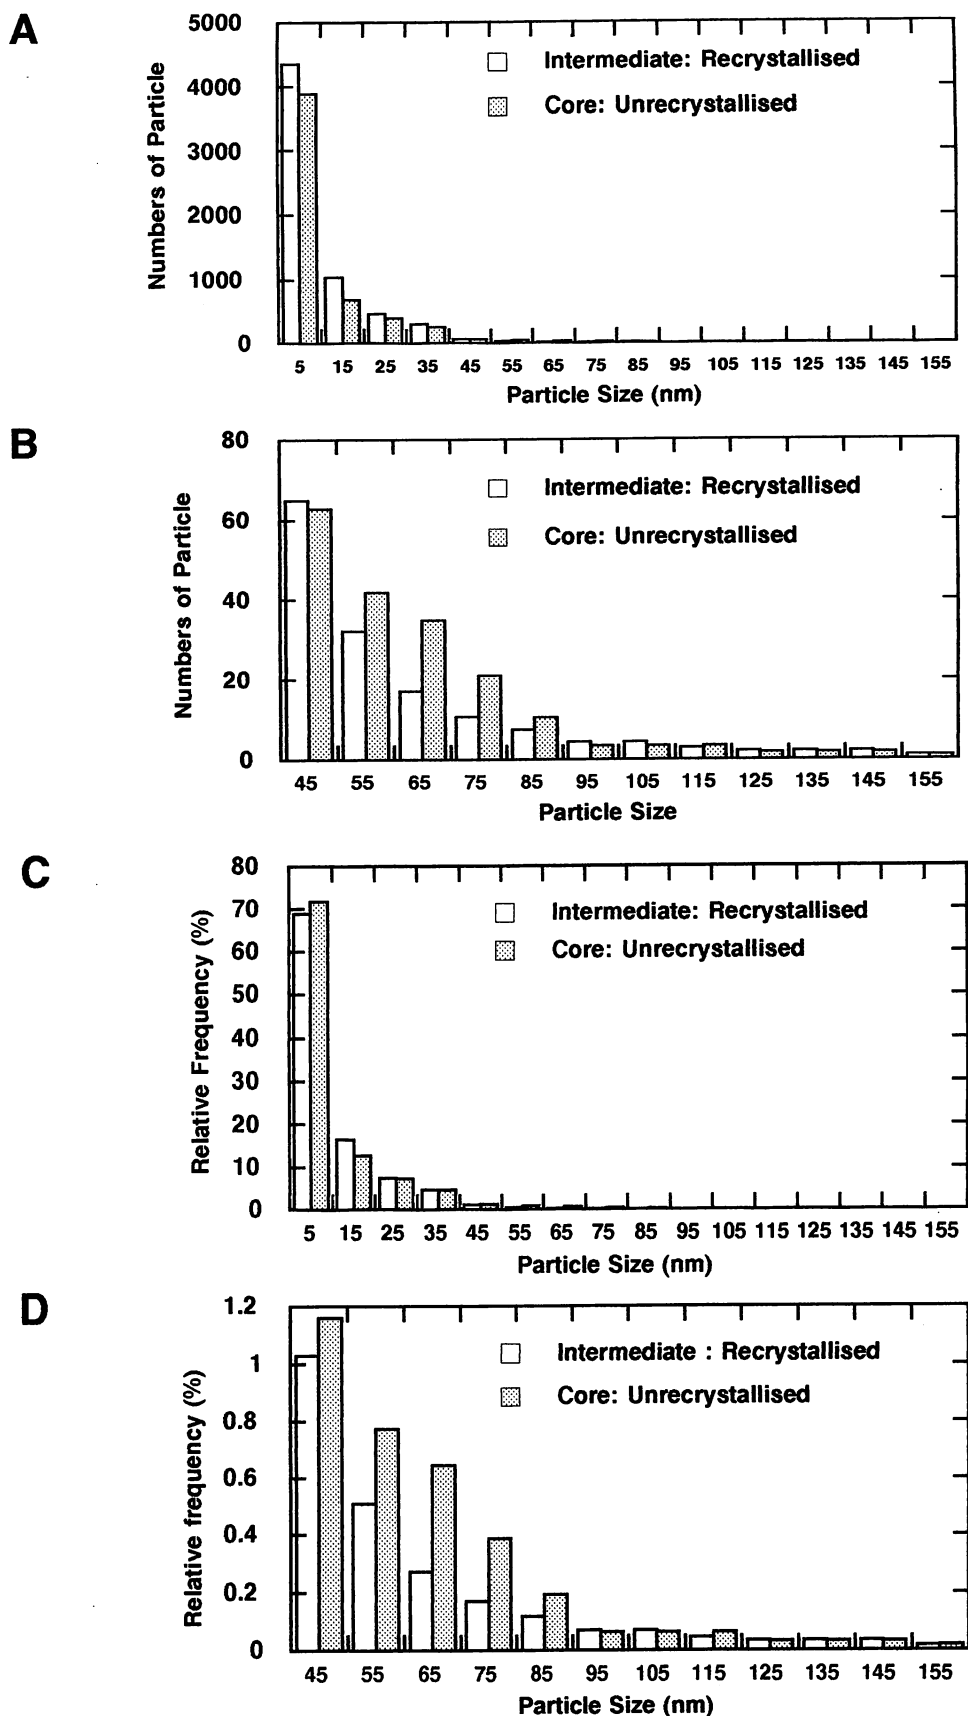 A
5000
4000
3000
2000
1000
0
Numbers of Particle
Intermediate: Recrystallised
Core: Unrecrystallised
5 15 25 35 45 55 65 75 85 95 105 115 125 135 145 155
Particle Size (nm)
B
80
60
40
20
0
Numbers of Particle
Intermediate: Recrystallised
Core: Unrecrystallised
45 55 65 75 85 95 105 115 125 135 145 155
Particle Size
C
80
70
60
50
40
30
20
10
0
Relative Frequency (%)
Intermediate: Recrystallised
Core: Unrecrystallised
5 15 25 35 45 55 65 75 85 95 105 115 125 135 145 155
Particle Size (nm)
D
1.2
1
0.8
0.6
0.4
0.2
0
Relative frequency (%)
Intermediate : Recrystallised
Core: Unrecrystallised
45 55 65 75 85 95 105 115 125 135 145 155
Particle Size (nm)